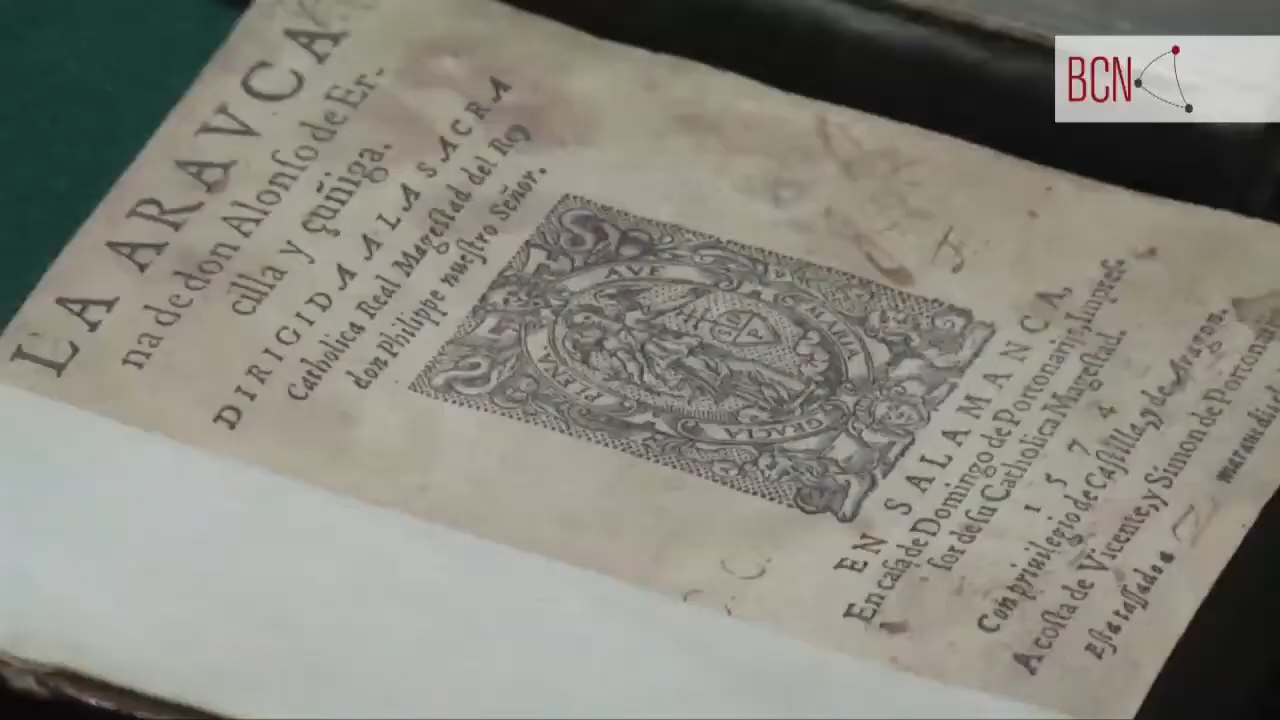 LA ARAVCA
na de don Alonſo de Er-
cilla y çuñiga.
DIRIGIDA A LA SACRA
Catholica Real Mageſtad del Rey
don Philippe nueſtro Señor.
AVE MARIA
GRACIA PLENA
EN SALAMANCA,
En caſa de Domingo de Portonarijs, Impreſ-
ſor de ſu Catholica Mageſtad.
1 5 7 4
Con priuilegio de Caſtilla, y de Aragon.
A coſta de Vicente, y Simon de Portonarijs
Eſta taſſado a marauedis
BCN